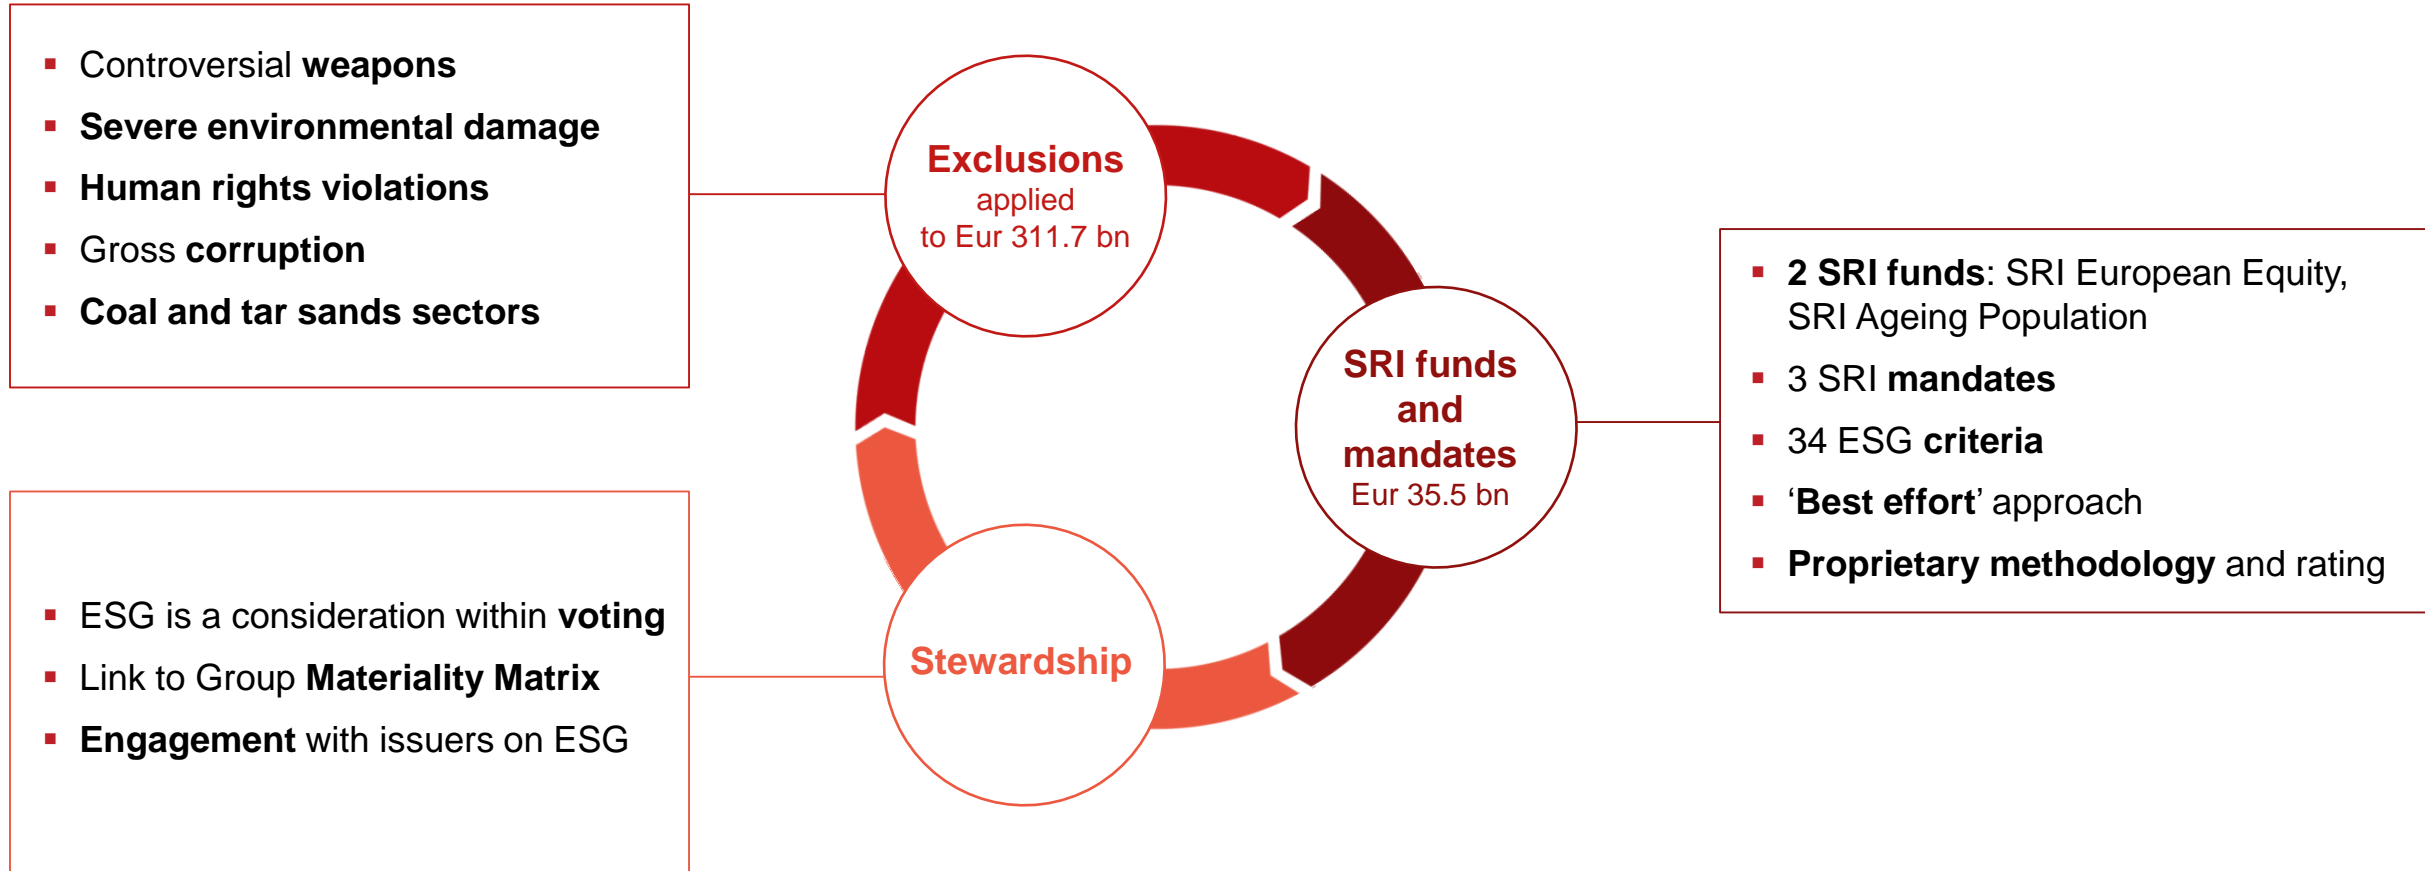 Controversial weapons
Severe environmental damage
Human rights violations
Gross corruption
Coal and tar sands sectors
Exclusions
applied
to Eur 311.7 bn
SRI funds
and
mandates
Eur 35.5 bn
2 SRI funds: SRI European Equity,
SRI Ageing Population
3 SRI mandates
34 ESG criteria
‘Best effort’ approach
Proprietary methodology and rating
ESG is a consideration within voting
Link to Group Materiality Matrix
Engagement with issuers on ESG
Stewardship